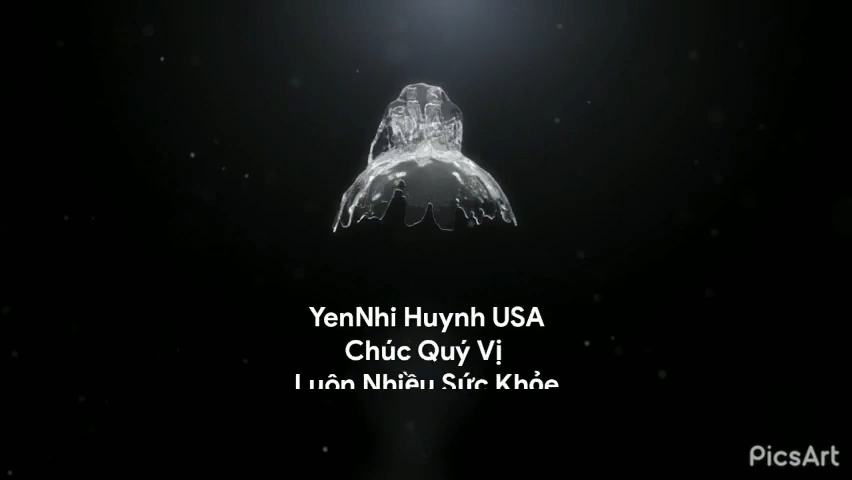 YenNhi Huynh USA
Chúc Quý Vị
Luôn Nhiều Sức Khỏe
PicsArt